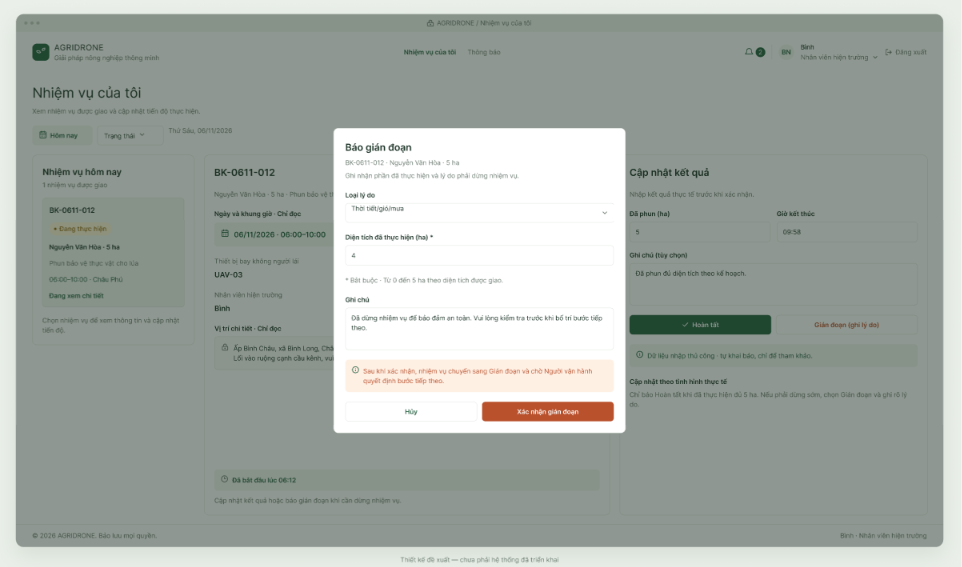 AGRIDRONE / Nhiệm vụ của tôi
AGRIDRONE
Giải pháp nông nghiệp thông minh
Nhiệm vụ của tôi
Thông báo
2
BN
Bình
Nhân viên hiện trường
Đăng xuất
Nhiệm vụ của tôi
Xem nhiệm vụ được giao và cập nhật tiến độ thực hiện.
Hôm nay
Trạng thái
Thứ Sáu, 06/11/2026
Nhiệm vụ hôm nay
1 nhiệm vụ được giao
BK-0611-012
• Đang thực hiện
Nguyễn Văn Hòa · 5 ha
Phun bảo vệ thực vật cho lúa
06:00–10:00 · Châu Phú
Đang xem chi tiết
Chọn nhiệm vụ để xem thông tin và cập nhật
tiến độ.
BK-0611-012
Nguyễn Văn Hòa · 5 ha · Phun bảo vệ th
Ngày và khung giờ · Chỉ đọc
06/11/2026 · 06:00–10:00
Thiết bị bay không người lái
UAV-03
Nhân viên hiện trường
Bình
Vị trí chi tiết · Chỉ đọc
Ấp Bình Châu, xã Bình Long, Châ
Lối vào ruộng cạnh cầu kênh, vui
Đã bắt đầu lúc 06:12
Cập nhật kết quả hoặc báo gián đoạn khi cần dừng nhiệm vụ.
Báo gián đoạn
BK-0611-012 · Nguyễn Văn Hòa · 5 ha
Ghi nhận phần đã thực hiện và lý do phải dừng nhiệm vụ.
Loại lý do
Thời tiết/gió/mưa
Diện tích đã thực hiện (ha) *
4
* Bắt buộc · Từ 0 đến 5 ha theo diện tích được giao.
Ghi chú
Đã dừng nhiệm vụ để bảo đảm an toàn. Vui lòng kiểm tra trước khi bố trí bước tiếp
theo.
Sau khi xác nhận, nhiệm vụ chuyển sang Gián đoạn và chờ Người vận hành
quyết định bước tiếp theo.
Hủy
Xác nhận gián đoạn
Cập nhật kết quả
Nhập kết quả thực tế trước khi xác nhận.
Đã phun (ha)
Giờ kết thúc
5
09:58
Ghi chú (tùy chọn)
Đã phun đủ diện tích theo kế hoạch.
Hoàn tất
Gián đoạn (ghi lý do)
Dữ liệu nhập thủ công · tự khai báo, chỉ để tham khảo.
Cập nhật theo tình hình thực tế
Chỉ báo Hoàn tất khi đã thực hiện đủ 5 ha. Nếu phải dừng sớm, chọn Gián đoạn và ghi rõ lý
do.
© 2026 AGRIDRONE. Bảo lưu mọi quyền.
Bình · Nhân viên hiện trường
Thiết kế đề xuất — chưa phải hệ thống đã triển khai